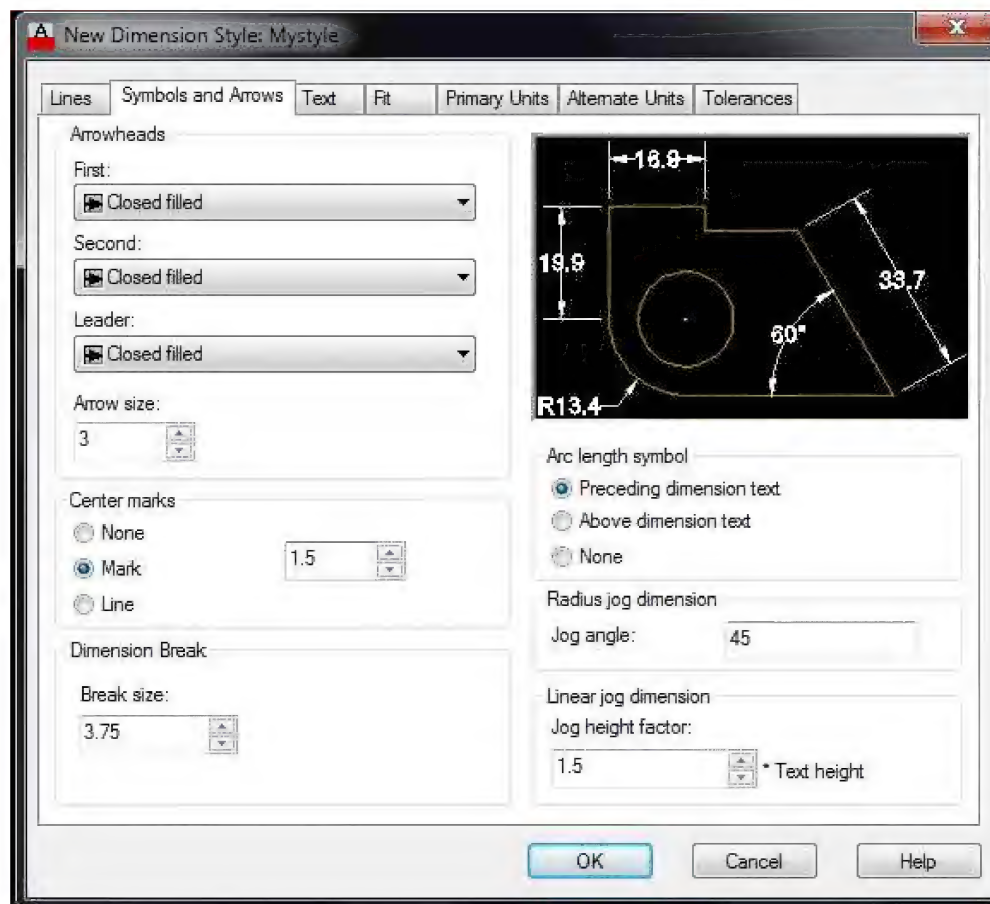 New Dimension Style: Mystyle
Lines
Symbols and Arrows
Text
Fit
Primary Units
Alternate Units
Tolerances
Arrowheads
First:
Closed filled
Second:
Closed filled
Leader:
Closed filled
Arrow size:
3
Center marks
None
Mark
1.5
Line
Dimension Break
Break size:
3.75
16.9
19.9
33.7
60°
R13.4
Arc length symbol
Preceding dimension text
Above dimension text
None
Radius jog dimension
Jog angle:
45
Linear jog dimension
Jog height factor:
1.5
* Text height
OK
Cancel
Help